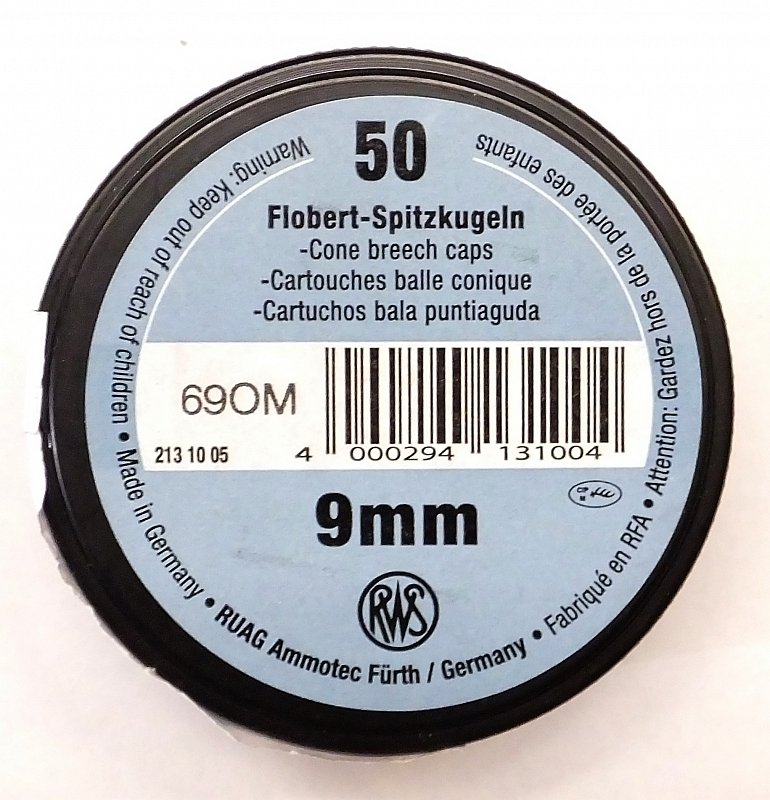 50
Flobert-Spitzkugeln
-Cone breech caps
-Cartouches balle conique
-Cartuchos bala puntiaguda
69OM
213 10 05
4 000294 131004
9mm
RWS
Warning: Keep out of reach of children • Made in Germany • RUAG Ammotec Fürth / Germany • Fabriqué en RFA • Attention: Gardez hors de la portée des enfants